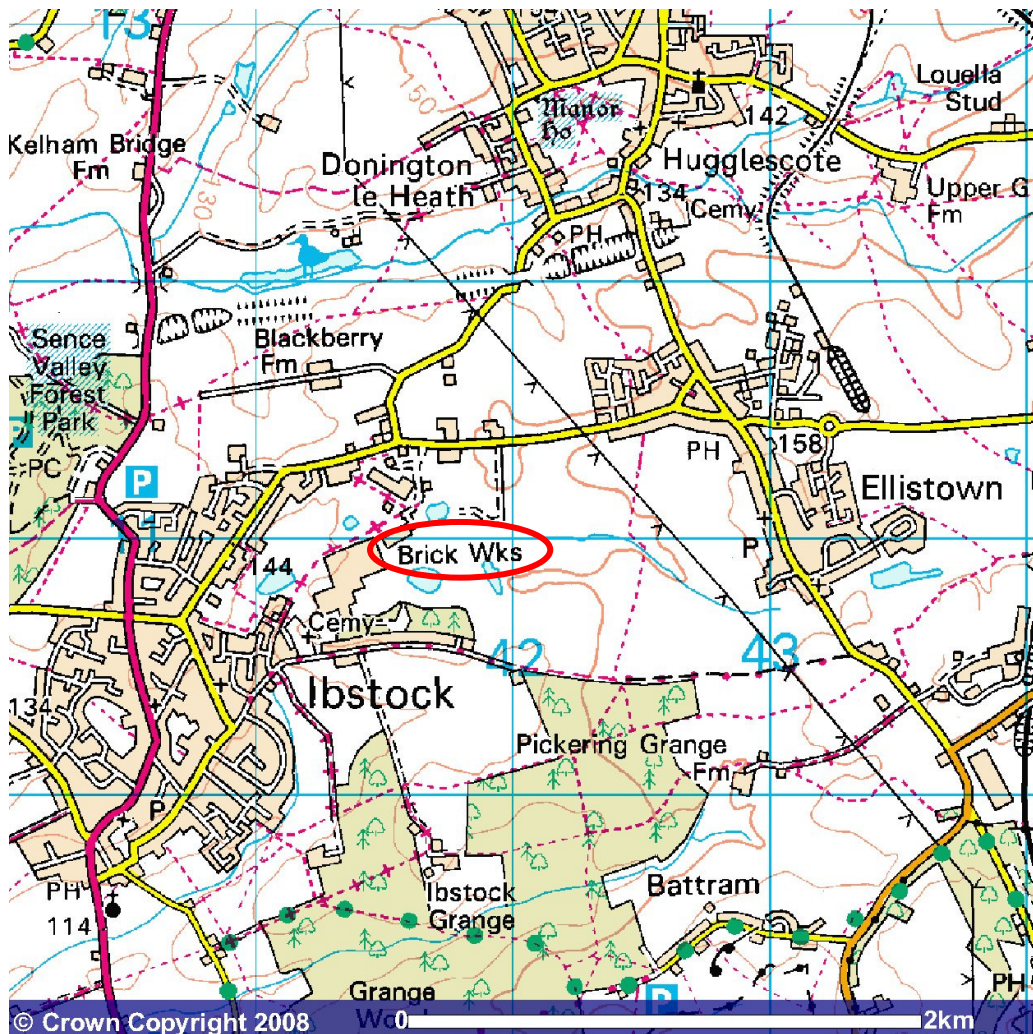 13
150
Louella
Stud
Manor
Ho
142
Kelham Bridge
Fm
Donington
le Heath
Hugglescote
134
Cemy
Upper G
Fm
130
PH
Sence
Valley
Forest
Park
Blackberry
Fm
PC
P
PH
158
Ellistown
11
Brick Wks
P
144
Cemy
42
43
Ibstock
134
Pickering Grange
Fm
P
PH
114
Ibstock
Grange
Battram
Grange
P
PH
© Crown Copyright 2008
0
2km